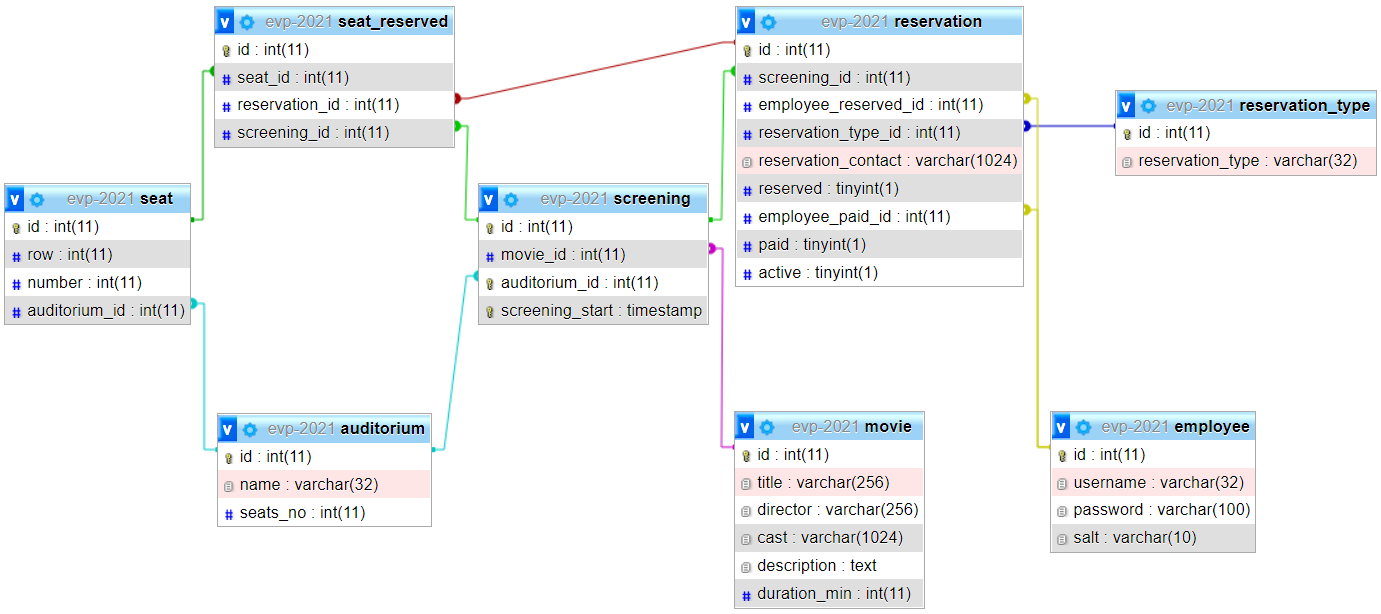 v evp-2021 seat_reserved
id : int(11)
# seat_id : int(11)
# reservation_id : int(11)
# screening_id : int(11)
v evp-2021 reservation
id : int(11)
# screening_id : int(11)
# employee_reserved_id : int(11)
# reservation_type_id : int(11)
reservation_contact : varchar(1024)
# reserved : tinyint(1)
# employee_paid_id : int(11)
# paid : tinyint(1)
# active : tinyint(1)
v evp-2021 reservation_type
id : int(11)
reservation_type : varchar(32)
v evp-2021 seat
id : int(11)
# row : int(11)
# number : int(11)
# auditorium_id : int(11)
v evp-2021 screening
id : int(11)
# movie_id : int(11)
auditorium_id : int(11)
screening_start : timestamp
v evp-2021 auditorium
id : int(11)
name : varchar(32)
# seats_no : int(11)
v evp-2021 movie
id : int(11)
title : varchar(256)
director : varchar(256)
cast : varchar(1024)
description : text
# duration_min : int(11)
v evp-2021 employee
id : int(11)
username : varchar(32)
password : varchar(100)
salt : varchar(10)